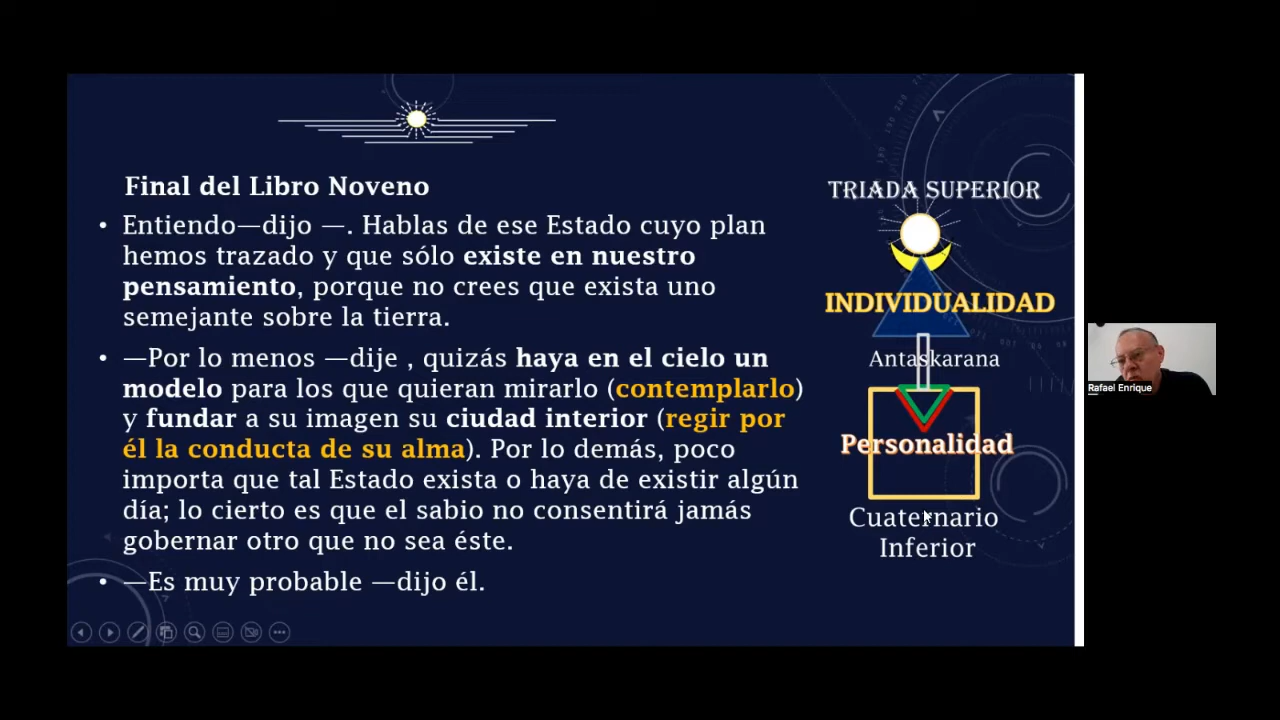 Final del Libro Noveno
• Entiendo—dijo —. Hablas de ese Estado cuyo plan
hemos trazado y que sólo existe en nuestro
pensamiento, porque no crees que exista uno
semejante sobre la tierra.
• —Por lo menos —dije , quizás haya en el cielo un
modelo para los que quieran mirarlo (contemplarlo)
y fundar a su imagen su ciudad interior (regir por
él la conducta de su alma). Por lo demás, poco
importa que tal Estado exista o haya de existir algún
día; lo cierto es que el sabio no consentirá jamás
gobernar otro que no sea éste.
• —Es muy probable —dijo él.
TRIADA SUPERIOR
INDIVIDUALIDAD
Antaskarana
Personalidad
Cuaternario
Inferior
Rafael Enrique